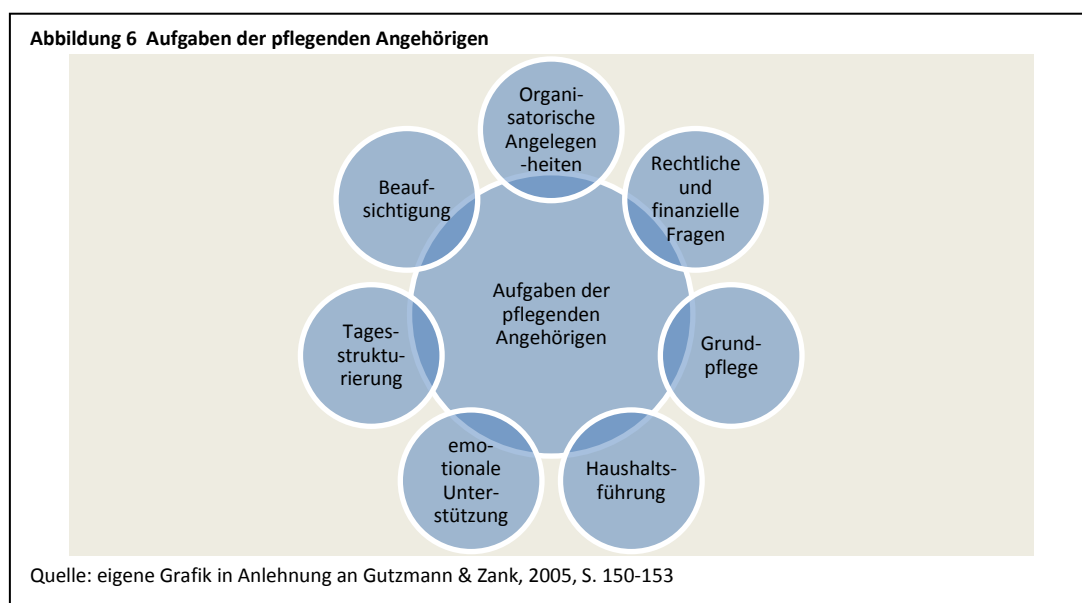 Abbildung 6  Aufgaben der pflegenden Angehörigen
Organi-
satorische
Angelegen
-heiten
Rechtliche
und
finanzielle
Fragen
Grund-
pflege
Haushalts-
führung
emo-
tionale
Unter-
stützung
Tages-
struktu-
rierung
Beauf-
sichtigung
Aufgaben der
pflegenden
Angehörigen
Quelle: eigene Grafik in Anlehnung an Gutzmann & Zank, 2005, S. 150-153